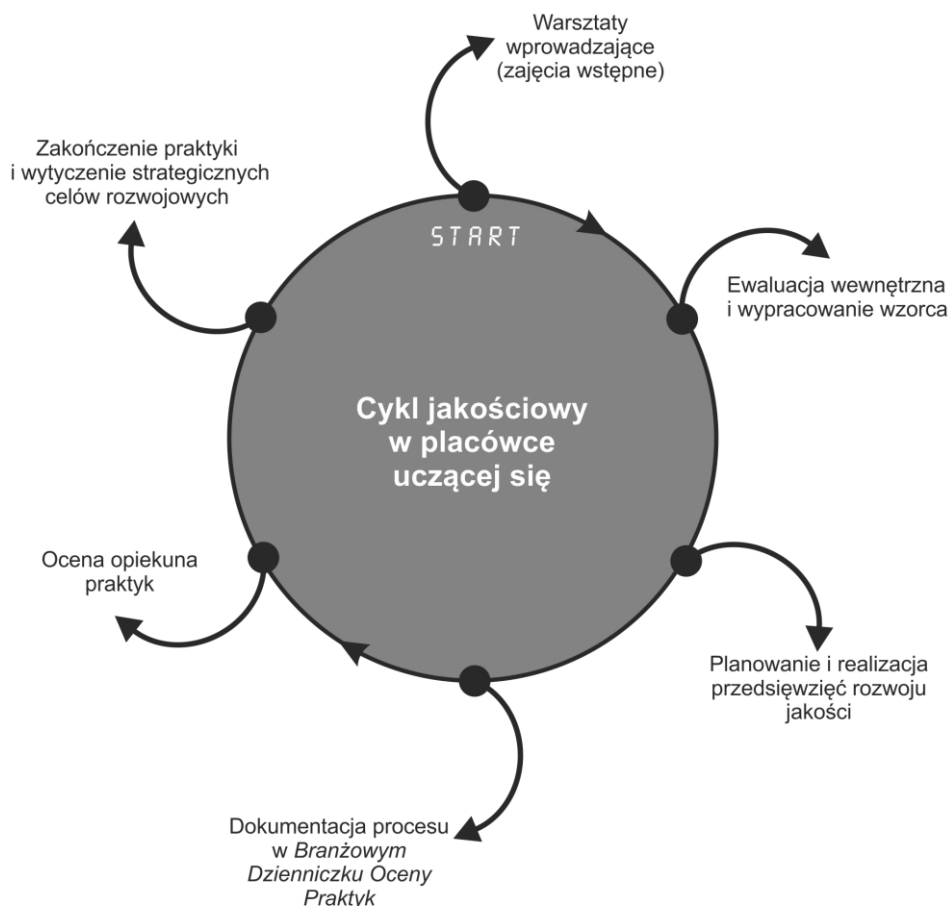 Warsztaty
wprowadzające
(zajęcia wstępne)
START
Ewaluacja wewnętrzna
i wypracowanie wzorca
Planowanie i realizacja
przedsięwzięć rozwoju
jakości
Dokumentacja procesu
w Branżowym
Dzienniczku Oceny
Praktyk
Ocena opiekuna
praktyk
Zakończenie praktyki
i wytyczenie strategicznych
celów rozwojowych
Cykl jakościowy
w placówce
uczącej się